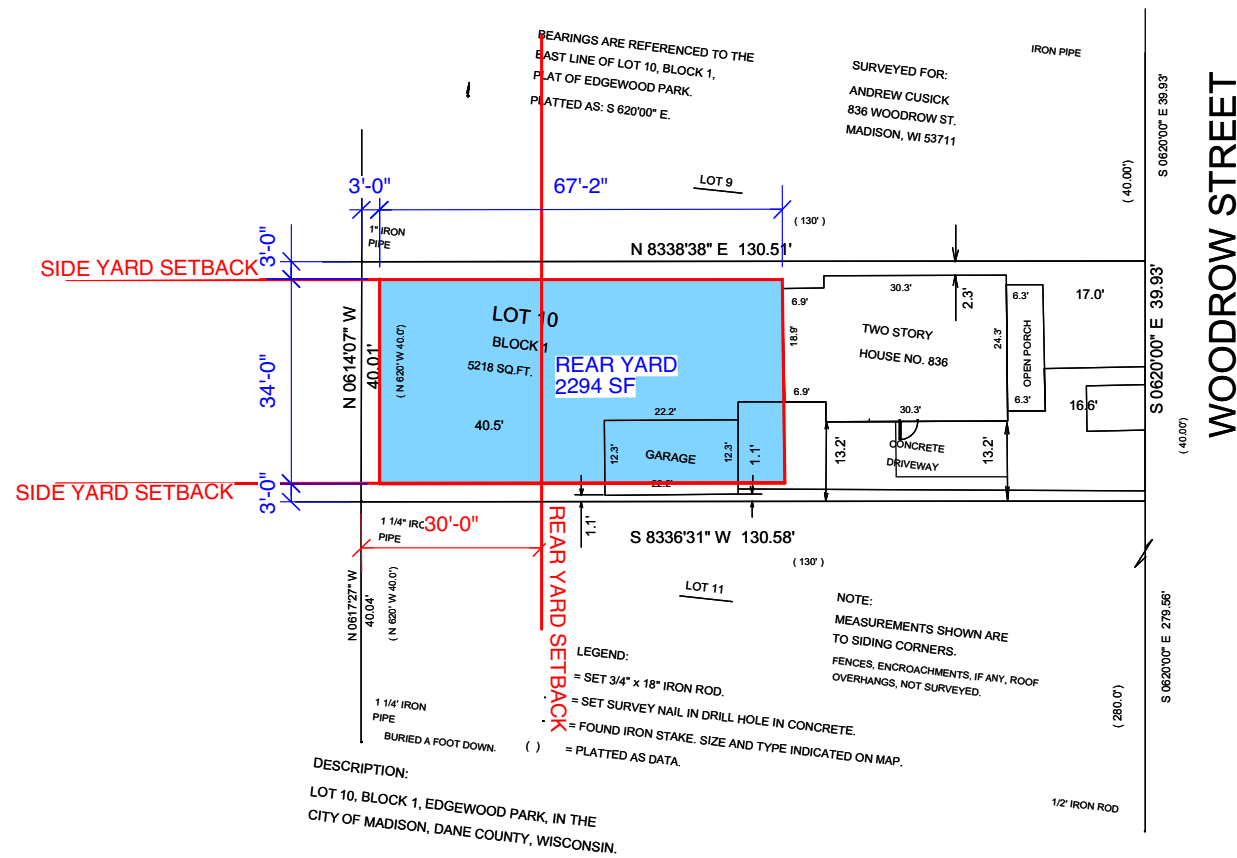 BEARINGS ARE REFERENCED TO THE
EAST LINE OF LOT 10, BLOCK 1,
PLAT OF EDGEWOOD PARK.
PLATTED AS: S 620'00" E.
SURVEYED FOR:
ANDREW CUSICK
836 WOODROW ST.
MADISON, WI 53711
IRON PIPE
S 0620'00" E 39.93'
( 40.00')
WOODROW STREET
LOT 9
3'-0"
67'-2"
( 130' )
1" IRON
PIPE
N 8338'38" E 130.51'
3'-0"
SIDE YARD SETBACK
34'-0"
N 0614'07" W
40.01'
( N 620' W 40.0')
LOT 10
BLOCK 1
5218 SQ.FT.
REAR YARD
2294 SF
40.5'
6.9'
18.9'
6.9'
30.3'
2.3'
TWO STORY
HOUSE NO. 836
24.3'
30.3'
6.3'
OPEN PORCH
6.3'
17.0'
16.6'
S 0620'00" E 39.93'
( 40.00')
22.2'
12.3'
GARAGE
12.3'
22.2'
1.1'
13.2'
CONCRETE
DRIVEWAY
13.2'
SIDE YARD SETBACK
3'-0"
1 1/4" IRC
PIPE
30'-0"
REAR YARD SETBACK
1.1'
S 8336'31" W 130.58'
( 130' )
LOT 11
N 0617'27" W
40.04'
( N 620' W 40.0')
NOTE:
MEASUREMENTS SHOWN ARE
TO SIDING CORNERS.
FENCES, ENCROACHMENTS, IF ANY, ROOF
OVERHANGS, NOT SURVEYED.
S 0620'00" E 279.56'
( 280.0')
LEGEND:
= SET 3/4" x 18" IRON ROD.
= SET SURVEY NAIL IN DRILL HOLE IN CONCRETE.
= FOUND IRON STAKE. SIZE AND TYPE INDICATED ON MAP.
( ) = PLATTED AS DATA.
1 1/4' IRON
PIPE
BURIED A FOOT DOWN.
1/2' IRON ROD
DESCRIPTION:
LOT 10, BLOCK 1, EDGEWOOD PARK, IN THE
CITY OF MADISON, DANE COUNTY, WISCONSIN.